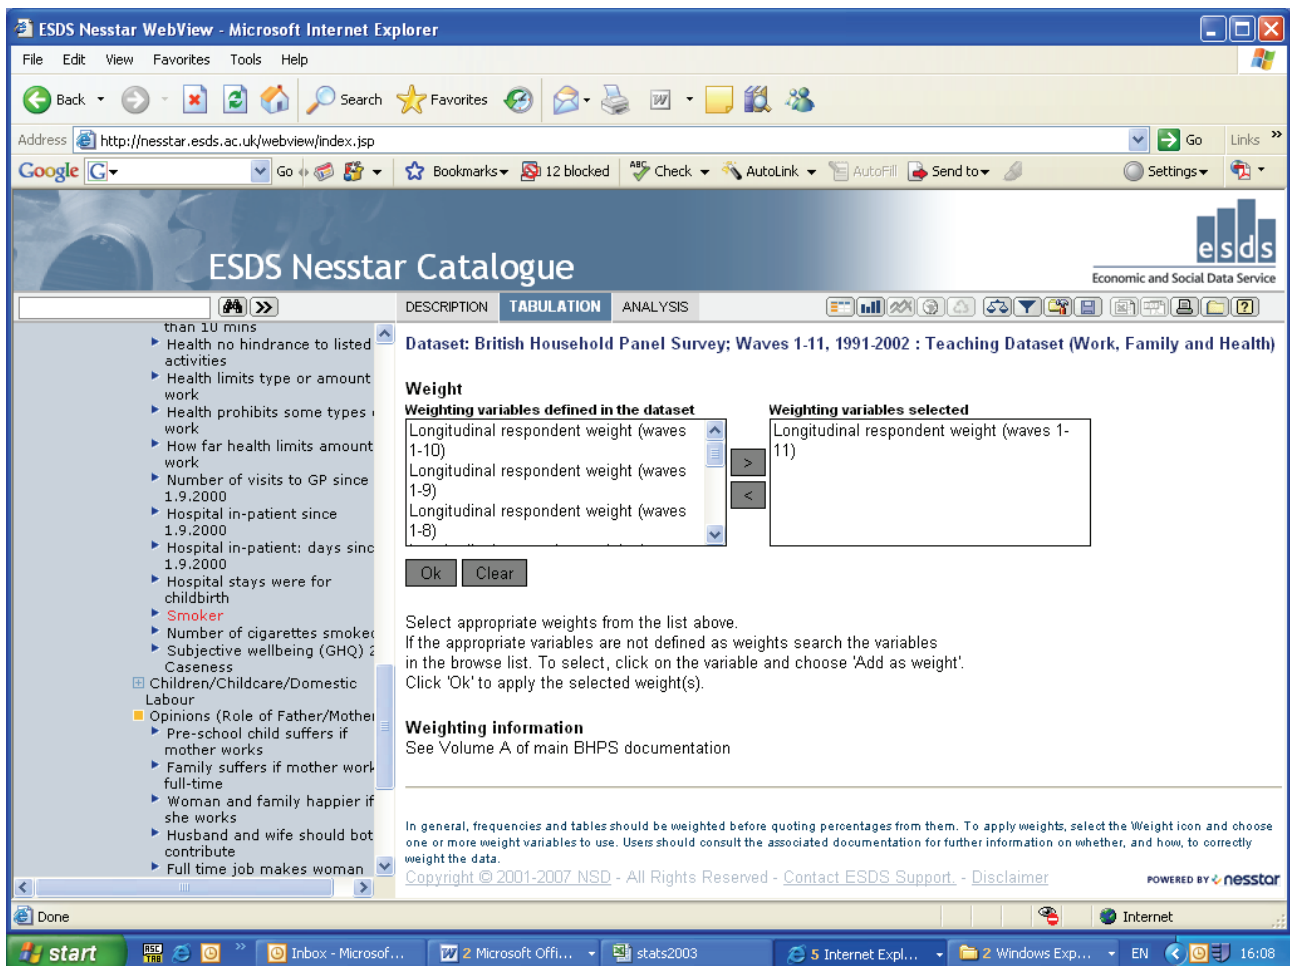 ESDS Nesstar WebView - Microsoft Internet Explorer
File Edit View Favorites Tools Help
Back Search Favorites
Address http://nesstar.esds.ac.uk/webview/index.jsp Go Links »
Google G Go Bookmarks 12 blocked ABC Check AutoLink AutoFill Send to Settings
ESDS Nesstar Catalogue
esds
Economic and Social Data Service
DESCRIPTION TABULATION ANALYSIS
than 10 mins
Health no hindrance to listed
activities
Health limits type or amount
work
Health prohibits some types
work
How far health limits amount
work
Number of visits to GP since
1.9.2000
Hospital in-patient since
1.9.2000
Hospital in-patient: days sinc
1.9.2000
Hospital stays were for
childbirth
Smoker
Number of cigarettes smoked
Subjective wellbeing (GHQ) 2
Caseness
Children/Childcare/Domestic
Labour
Opinions (Role of Father/Mother
Pre-school child suffers if
mother works
Family suffers if mother work
full-time
Woman and family happier if
she works
Husband and wife should bot
contribute
Full time job makes woman
Dataset: British Household Panel Survey; Waves 1-11, 1991-2002 : Teaching Dataset (Work, Family and Health)
Weight
Weighting variables defined in the dataset
Longitudinal respondent weight (waves
1-10)
Longitudinal respondent weight (waves
1-9)
Longitudinal respondent weight (waves
1-8)
>
<
Weighting variables selected
Longitudinal respondent weight (waves 1-
11)
Ok Clear
Select appropriate weights from the list above.
If the appropriate variables are not defined as weights search the variables
in the browse list. To select, click on the variable and choose 'Add as weight'.
Click 'Ok' to apply the selected weight(s).
Weighting information
See Volume A of main BHPS documentation
In general, frequencies and tables should be weighted before quoting percentages from them. To apply weights, select the Weight icon and choose
one or more weight variables to use. Users should consult the associated documentation for further information on whether, and how, to correctly
weight the data.
Copyright © 2001-2007 NSD - All Rights Reserved - Contact ESDS Support. - Disclaimer
POWERED BY nesstar
Done Internet
start ASC TAB » Inbox - Microsof... 2 Microsoft Offi... stats2003 5 Internet Expl... 2 Windows Exp... EN 16:08